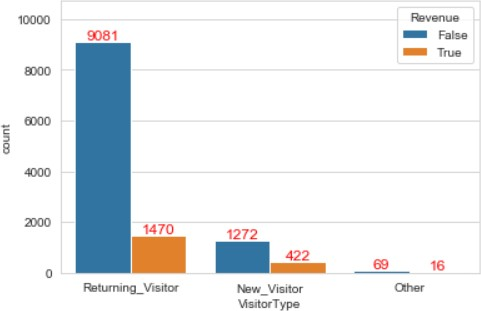 10000
8000
6000
4000
2000
0
count
Revenue
False
True
9081
1470
1272
422
69
16
Returning_Visitor
New_Visitor
Other
VisitorType